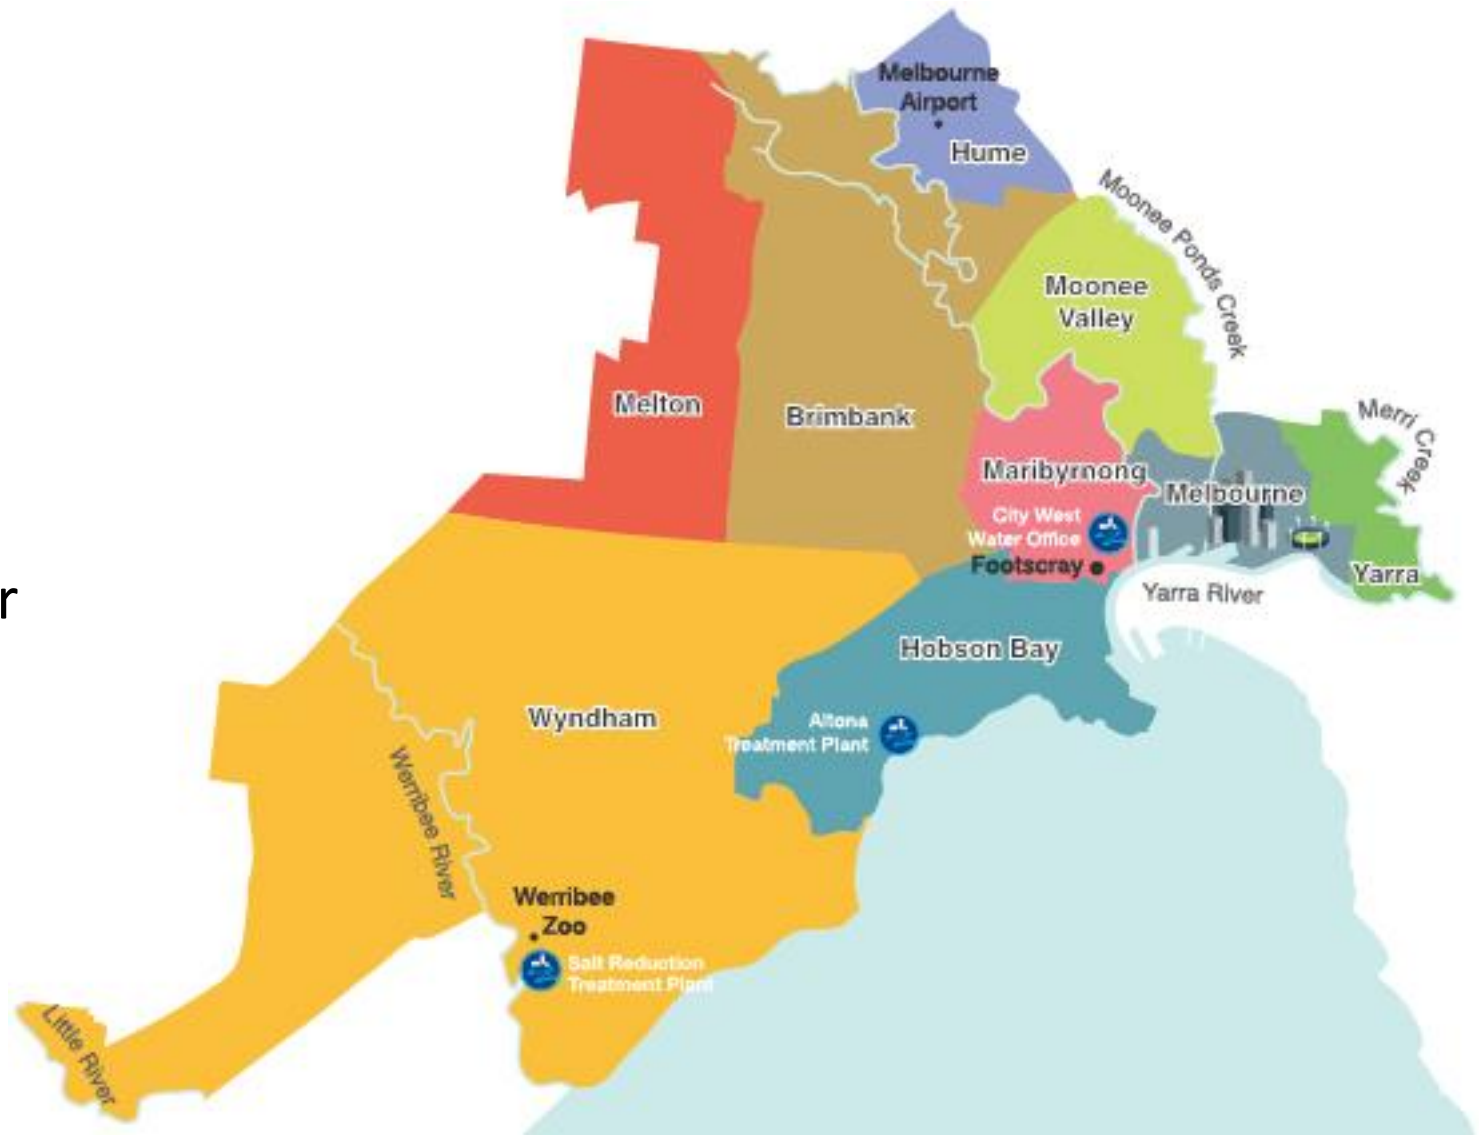 Melbourne
Airport
Hume
Moonee Ponds Creek
Moonee
Valley
Merri Creek
Melton
Brimbank
Maribyrnong
Melbourne
City West
Water Office
Footscray
Yarra
Yarra River
r
Hobson Bay
Wyndham
Altona
Treatment Plant
Werribee River
Werribee
Zoo
Salt Reduction
Treatment Plant
Little River